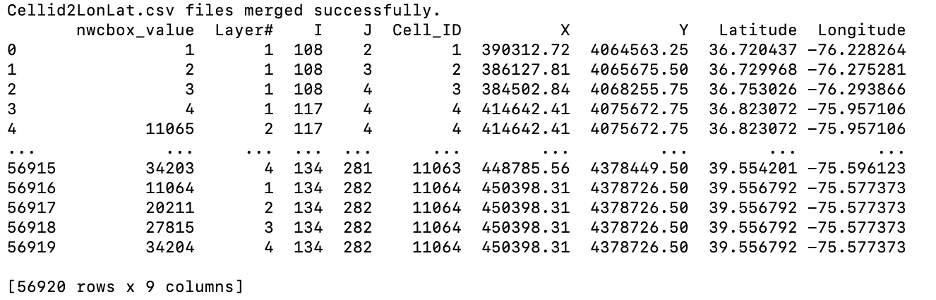 Cellid2LonLat.csv files merged successfully.
nwcbox_value Layer# I J Cell_ID X Y Latitude Longitude
0 1 1 108 2 1 390312.72 4064563.25 36.720437 -76.228264
1 2 1 108 3 2 386127.81 4065675.50 36.729968 -76.275281
2 3 1 108 4 3 384502.84 4068255.75 36.753026 -76.293866
3 4 1 117 4 4 414642.41 4075672.75 36.823072 -75.957106
4 11065 2 117 4 4 414642.41 4075672.75 36.823072 -75.957106
... ... ... ... ... ... ... ... ... ...
56915 34203 4 134 281 11063 448785.56 4378449.50 39.554201 -75.596123
56916 11064 1 134 282 11064 450398.31 4378726.50 39.556792 -75.577373
56917 20211 2 134 282 11064 450398.31 4378726.50 39.556792 -75.577373
56918 27815 3 134 282 11064 450398.31 4378726.50 39.556792 -75.577373
56919 34204 4 134 282 11064 450398.31 4378726.50 39.556792 -75.577373
[56920 rows x 9 columns]